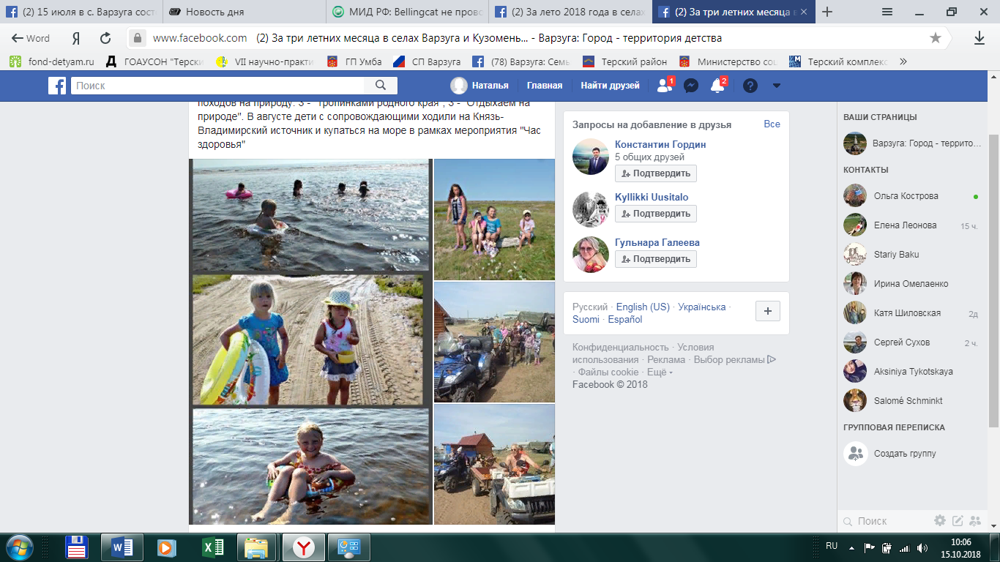 (2) 15 июля в с. Варзуга сост
Новость дня
МИД РФ: Bellingcat не прово
(2) За лето 2018 года в селах
(2) За три летних месяца в
Word
www.facebook.com (2) За три летних месяца в селах Варзуга и Кузомень... - Варзуга: Город - территория детства
fond-detyam.ru
ГОАУСОН "Терски
VII научно-практи
ГП Умба
СП Варзуга
(78) Варзуга: Семь
Терский район
Министерство соц
Терский комплекс
Поиск
Наталья
Главная
Найти друзей
1
2
походов на природу: 3 - "Тропинками родного края", 3 - "Отдыхаем на
природе". В августе дети с сопровождающими ходили на Князь-
Владимирский источник и купаться на море в рамках мероприятия "Час
здоровья"
Запросы на добавление в друзья
Все
Константин Гордин
5 общих друзей
Подтвердить
Kyllikki Uusitalo
Подтвердить
Гульнара Галеева
Подтвердить
Русский · English (US) · Українська ·
Suomi · Español
Конфиденциальность · Условия
использования · Реклама · Выбор рекламы
· Файлы cookie · Ещё
Facebook © 2018
ВАШИ СТРАНИЦЫ
Варзуга: Город - террито...
КОНТАКТЫ
Ольга Кострова
Елена Леонова 15 ч.
Stariy Baku
Ирина Омелаенко
Катя Шиловская 2д
Сергей Сухов 2 ч.
Aksiniya Tykotskaya
Salomé Schminkt
ГРУППОВАЯ ПЕРЕПИСКА
Создать группу
Поиск
RU
10:06
15.10.2018